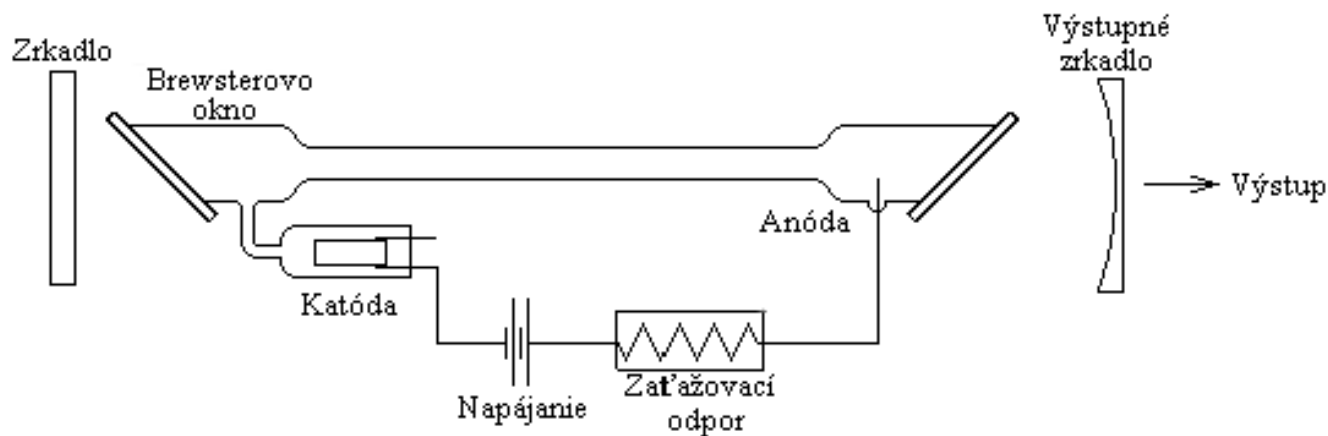 Zrkadlo
Brewsterovo
okno
Výstupné
zrkadlo
Výstup
Anóda
Katóda
Napájanie
Zaťažovací
odpor